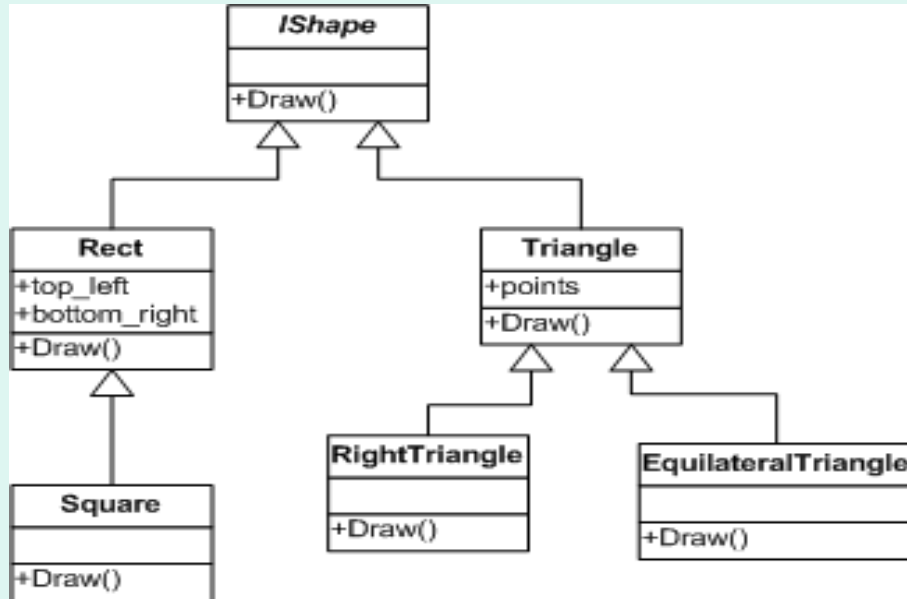 IShape
+Draw()
Rect
+top_left
+bottom_right
+Draw()
Triangle
+points
+Draw()
Square
+Draw()
RightTriangle
+Draw()
EquilateralTriangle
+Draw()